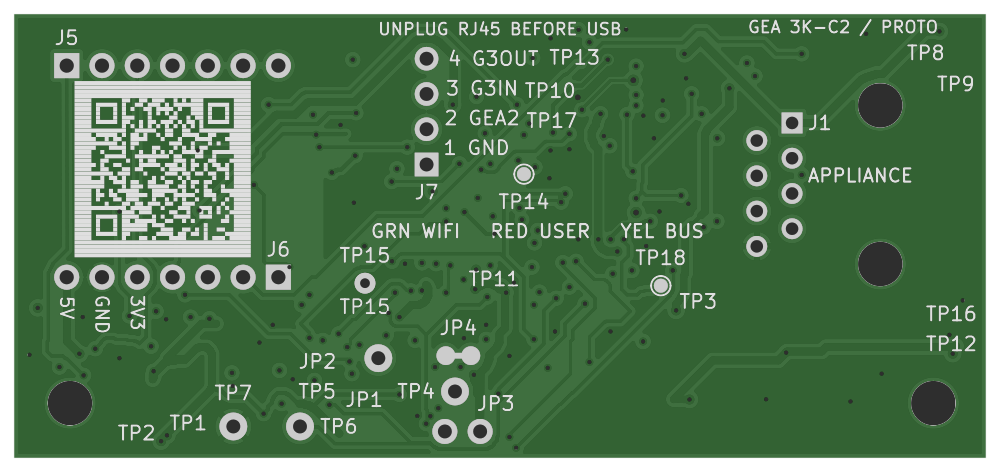 UNPLUG RJ45 BEFORE USB
GEA 3K-C2 / PROTO
J5
4 G3OUT TP13
TP8
3 G3IN TP10
TP9
2 GEA2 TP17
J1
1 GND
J7
APPLIANCE
TP14
GRN WIFI RED USER YEL BUS
J6
TP15
TP18
TP11
5V
GND
3V3
TP15
TP3
TP16
JP4
TP12
JP2
TP7
TP5
JP1
TP4
JP3
TP2
TP1
TP6